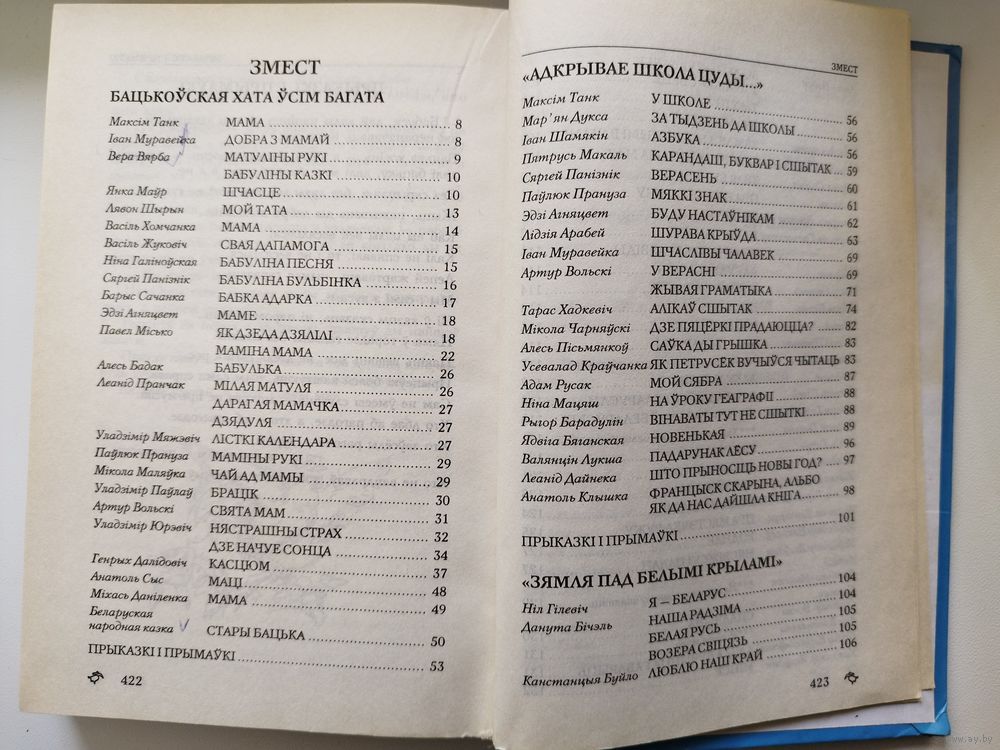 ЗМЕСТ
БАЦЬКОЎСКАЯ ХАТА ЎСІМ БАГАТА
Максім Танк МАМА 8
Іван Муравейка ДОБРА З МАМАЙ 8
Вера Вярба МАТУЛІНЫ РУКІ 9
БАБУЛІНЫ КАЗКІ 10
Янка Маўр ШЧАСЦЕ 10
Лявон Шырын МОЙ ТАТА 13
Васіль Хомчанка МАМА 14
Васіль Жуковіч СВАЯ ДАПАМОГА 15
Ніна Галіноўская БАБУЛІНА ПЕСНЯ 15
Сяргей Панізнік БАБУЛІНА БУЛЬБІНКА 16
Барыс Сачанка БАБКА АДАРКА 17
Эдзі Агняцвет МАМЕ 18
Павел Місько ЯК ДЗЕДА ДЗЯЛІЛІ 18
МАМІНА МАМА 22
Алесь Бадак БАБУЛЬКА 26
Леанід Пранчак МІЛАЯ МАТУЛЯ 26
ДАРАГАЯ МАМАЧКА 27
ДЗЯДУЛЯ 27
Уладзімір Мяжэвіч ЛІСТКІ КАЛЕНДАРА 27
Паўлюк Прануза МАМІНЫ РУКІ 29
Мікола Маляўка ЧАЙ АД МАМЫ 29
Уладзімір Паўлаў БРАЦІК 30
Артур Вольскі СВЯТА МАМ 31
Уладзімір Юрэвіч НЯСТРАШНЫ СТРАХ 32
ДЗЕ НАЧУЕ СОНЦА 34
Генрых Далідовіч КАСЦЮМ 37
Анатоль Сыс МАЦІ 48
Міхась Даніленка МАМА 49
Беларуская
народная казка СТАРЫ БАЦЬКА 50
ПРЫКАЗКІ І ПРЫМАЎКІ 53
422
ЗМЕСТ
«АДКРЫВАЕ ШКОЛА ЦУДЫ...»
Максім Танк У ШКОЛЕ 56
Мар'ян Дукса ЗА ТЫДЗЕНЬ ДА ШКОЛЫ 56
Іван Шамякін АЗБУКА 56
Пятрусь Макаль КАРАНДАШ, БУКВАР І СШЫТАК 59
Сяргей Панізнік ВЕРАСЕНЬ 60
Паўлюк Прануза МЯККІ ЗНАК 61
Эдзі Агняцвет БУДУ НАСТАЎНІКАМ 62
Лідзія Арабей ШУРАВА КРЫЎДА 63
Іван Муравейка ШЧАСЛІВЫ ЧАЛАВЕК 69
Артур Вольскі У ВЕРАСНІ 69
ЖЫВАЯ ГРАМАТЫКА 71
Тарас Хадкевіч АЛІКАЎ СШЫТАК 74
Мікола Чарняўскі ДЗЕ ПЯЦЁРКІ ПРАДАЮЦЦА? 82
Алесь Пісьмянкоў САЎКА ДЫ ГРЫШКА 83
Усевалад Краўчанка ЯК ПЕТРУСЁК ВУЧЫЎСЯ ЧЫТАЦЬ 83
Адам Русак МОЙ СЯБРА 87
Ніна Мацяш НА ЎРОКУ ГЕАГРАФІІ 88
Рыгор Барадулін ВІНАВАТЫ ТУТ НЕ СШЫТКІ 88
Ядвіга Бяганская НОВЕНЬКАЯ 89
Валянцін Лукша ПАДАРУНАК ЛЕСУ 96
Леанід Дайнека ШТО ПРЫНОСІЦЬ НОВЫ ГОД? 97
Анатоль Клышка ФРАНЦЫСК СКАРЫНА, АЛЬБО
ЯК ДА НАС ДАЙШЛА КНІГА 98
ПРЫКАЗКІ І ПРЫМАЎКІ 101
«ЗЯМЛЯ ПАД БЕЛЫМІ КРЫЛАМІ»
Ніл Гілевіч Я — БЕЛАРУС 104
Данута Бічэль НАША РАДЗІМА 104
БЕЛАЯ РУСЬ 105
ВОЗЕРА СВІЦЯЗЬ 105
Канстанцыя Буйло ЛЮБЛЮ НАШ КРАЙ 106
423
www.ay.by